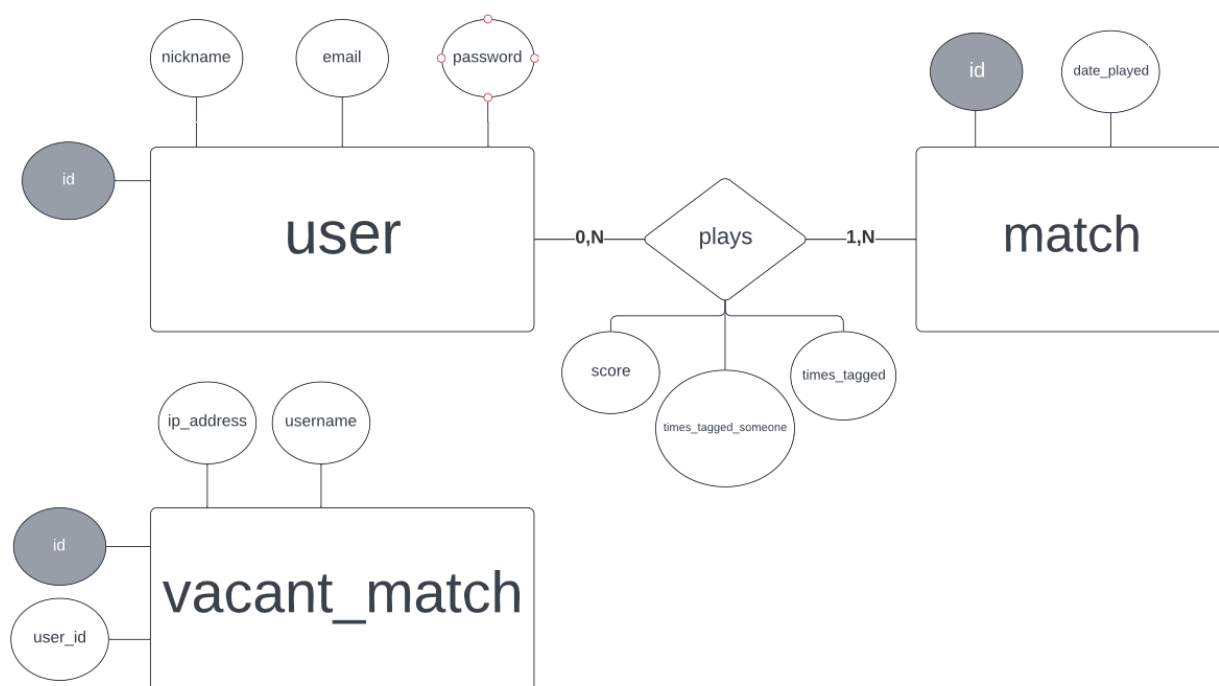 nickname
email
password
id
date_played
id
user
0,N
plays
1,N
match
score
times_tagged_someone
times_tagged
ip_address
username
id
vacant_match
user_id